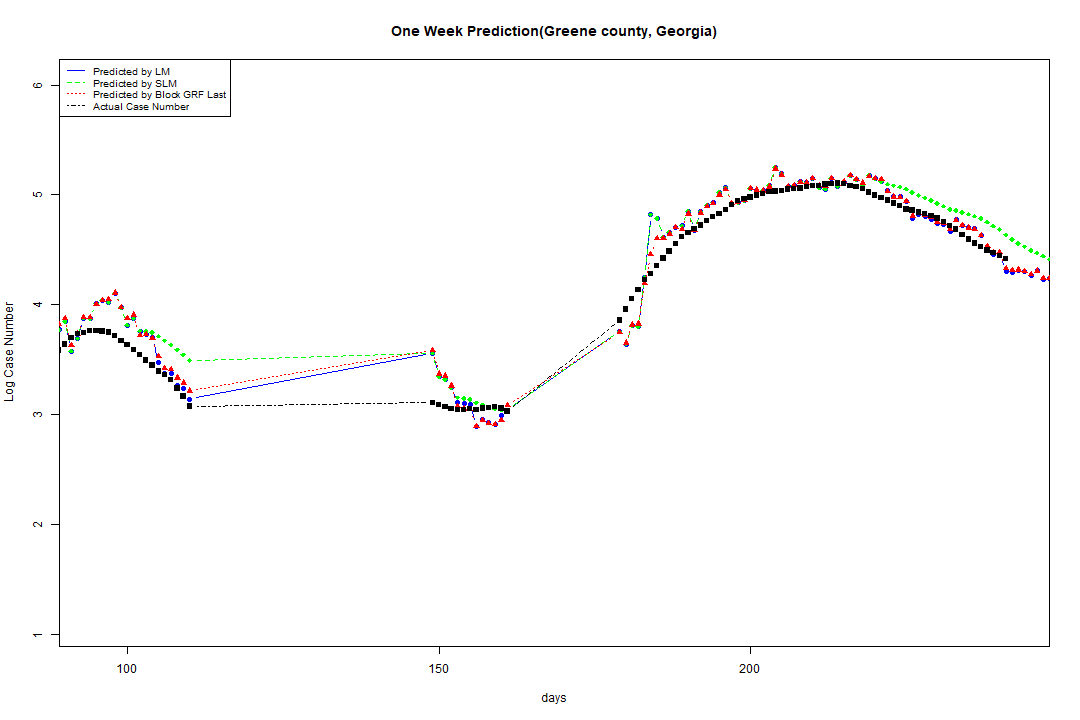 One Week Prediction(Greene county, Georgia)
Predicted by LM
Predicted by SLM
Predicted by Block GRF Last
Actual Case Number
6
5
4
3
2
1
Log Case Number
100 150 200
days